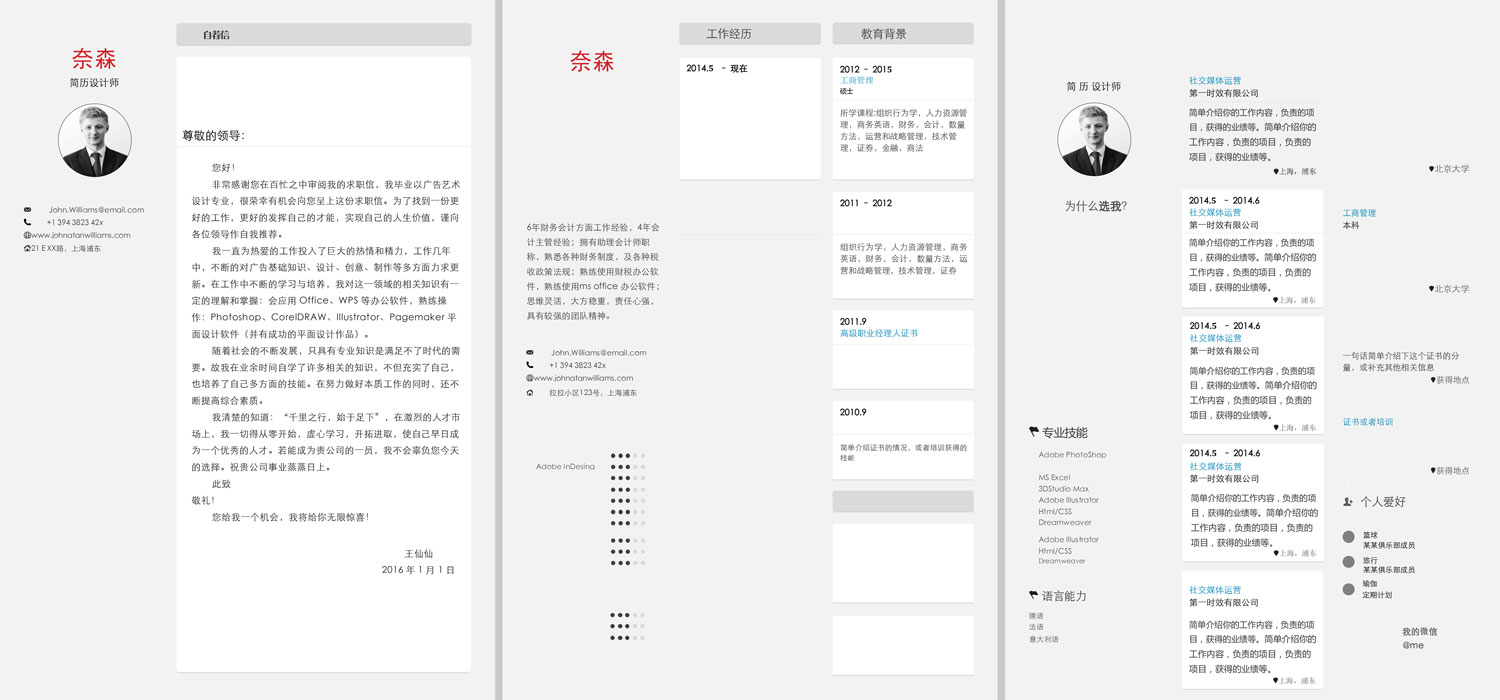 奈森
简历设计师
John.Williams@email.com
+1 394 3823 42x
www.johnatanwilliams.com
21 E XX路，上海浦东
自荐信
尊敬的领导：
您好！
非常感谢您在百忙之中审阅我的求职信，我毕业以广告艺术
设计专业，很荣幸有机会向您呈上这份求职信。为了找到一份更
好的工作，更好的发挥自己的才能，实现自己的人生价值，谨向
各位领导作自我推荐。
我一直为热爱的工作投入了巨大的热情和精力，工作几年
中，不断的对广告基础知识、设计、创意、制作等多方面力求更
新。在工作中不断的学习与培养，我对这一领域的相关知识有一
定的理解和掌握：会应用 Office、WPS 等办公软件，熟练操
作：Photoshop、CorelDRAW、Illustrator、Pagemaker 平
面设计软件（并有成功的平面设计作品）。
随着社会的不断发展，只具有专业知识是满足不了时代的需
要。故我在业余时间自学了许多相关的知识，不但充实了自己，
也培养了自己多方面的技能。在努力做好本质工作的同时，还不
断提高综合素质。
我清楚的知道：“千里之行，始于足下”，在激烈的人才市
场上，我一切得从零开始，虚心学习，开拓进取，使自己早日成
为一个优秀的人才。若能成为贵公司的一员，我不会辜负您今天
的选择。祝贵公司事业蒸蒸日上。
此致
敬礼！
您给我一个机会，我将给你无限惊喜！
王仙仙
2016 年 1 月 1 日
奈森
6年财务会计方面工作经验，4年会
计主管经验；拥有助理会计师职
称，熟悉各种财务制度，及各种税
收政策法规；熟练使用财税办公软
件，熟练使用ms office 办公软件；
思维灵活，大方稳重，责任心强，
具有较强的团队精神。
John.Williams@email.com
+1 394 3823 42x
www.johnatanwilliams.com
拉拉小区123号，上海浦东
Adobe InDesing
工作经历
2014.5 - 现在
教育背景
2012 - 2015
工商管理
硕士
所学课程:组织行为学，人力资源管
理，商务英语，财务，会计，数量
方法，运营和战略管理，技术管
理，证券，金融，商法
2011 - 2012
组织行为学，人力资源管理，商务
英语，财务，会计，数量方法，运
营和战略管理，技术管理，证券
2011.9
高级职业经理人证书
2010.9
简单介绍证书的情况，或者培训获得的
技能
简 历 设计师
为什么选我?
专业技能
Adobe PhotoShop
MS Excel
3DStudio Max
Adobe Illustrator
Html/CSS
Dreamweaver
Adobe Illustrator
Html/CSS
Dreamweaver
语言能力
德语
法语
意大利语
社交媒体运营
第一时效有限公司
简单介绍你的工作内容，负责的项
目，获得的业绩等。简单介绍你的
工作内容，负责的项目，负责的
项目，获得的业绩等。
上海，浦东
2014.5 - 2014.6
社交媒体运营
第一时效有限公司
简单介绍你的工作内容，负责的项
目，获得的业绩等。简单介绍你的
工作内容，负责的项目，负责的
项目，获得的业绩等。
上海，浦东
2014.5 - 2014.6
社交媒体运营
第一时效有限公司
简单介绍你的工作内容，负责的项
目，获得的业绩等。简单介绍你的
工作内容，负责的项目，负责的
项目，获得的业绩等。
上海，浦东
2014.5 - 2014.6
社交媒体运营
第一时效有限公司
简单介绍你的工作内容，负责的项
目，获得的业绩等。简单介绍你的
工作内容，负责的项目，负责的
项目，获得的业绩等。
上海，浦东
社交媒体运营
第一时效有限公司
简单介绍你的工作内容，负责的项
目，获得的业绩等。简单介绍你的
工作内容，负责的项目，负责的
项目，获得的业绩等。
上海，浦东
北京大学
工商管理
本科
北京大学
一句话简单介绍下这个证书的分
量，或补充其他相关信息
获得地点
证书或者培训
获得地点
个人爱好
篮球
某某俱乐部成员
旅行
某某俱乐部成员
瑜伽
定期计划
我的微信
@me